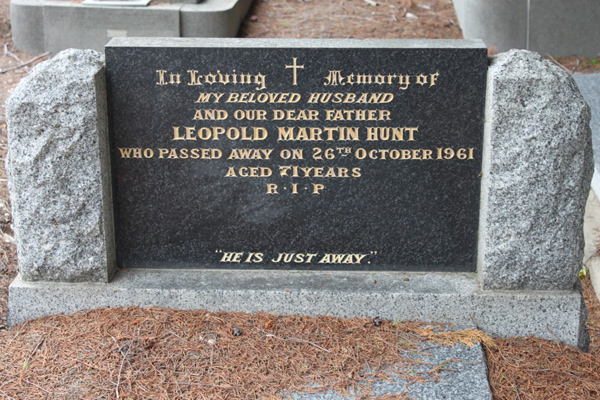 In Loving Memory of
MY BELOVED HUSBAND
AND OUR DEAR FATHER
LEOPOLD MARTIN HUNT
WHO PASSED AWAY ON 26TH OCTOBER 1961
AGED 71 YEARS
R·I·P
"HE IS JUST AWAY."